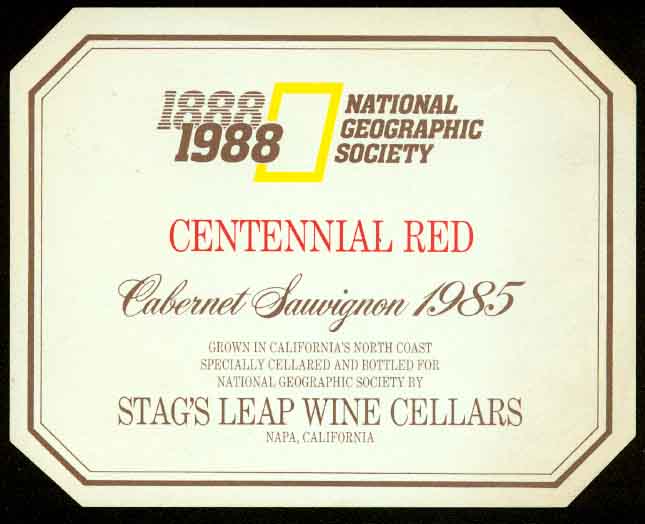 1888
1988
NATIONAL
GEOGRAPHIC
SOCIETY
CENTENNIAL RED
Cabernet Sauvignon 1985
GROWN IN CALIFORNIA'S NORTH COAST
SPECIALLY CELLARED AND BOTTLED FOR
NATIONAL GEOGRAPHIC SOCIETY BY
STAG'S LEAP WINE CELLARS
NAPA, CALIFORNIA